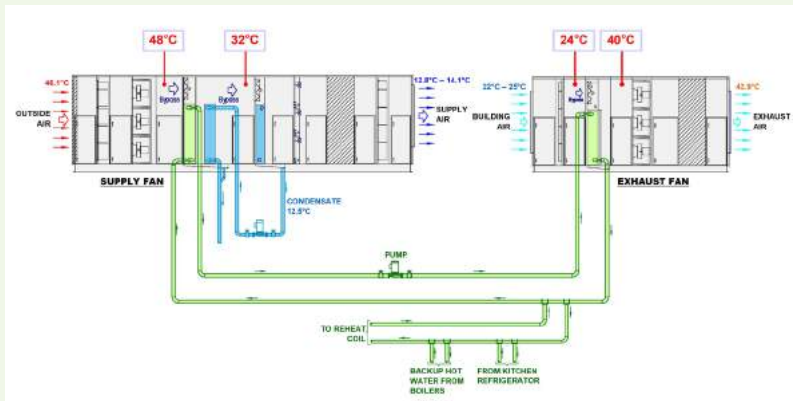 48°C
32°C
24°C
40°C
46.1°C
Bypass
Bypass
12.8°C – 14.1°C
OUTSIDE
AIR
SUPPLY
AIR
SUPPLY FAN
22°C – 25°C
Bypass
42.9°C
BUILDING
AIR
EXHAUST
AIR
EXHAUST FAN
CONDENSATE
12.5°C
PUMP
TO REHEAT
COIL
BACKUP HOT
WATER FROM
BOILERS
FROM KITCHEN
REFRIGERATOR